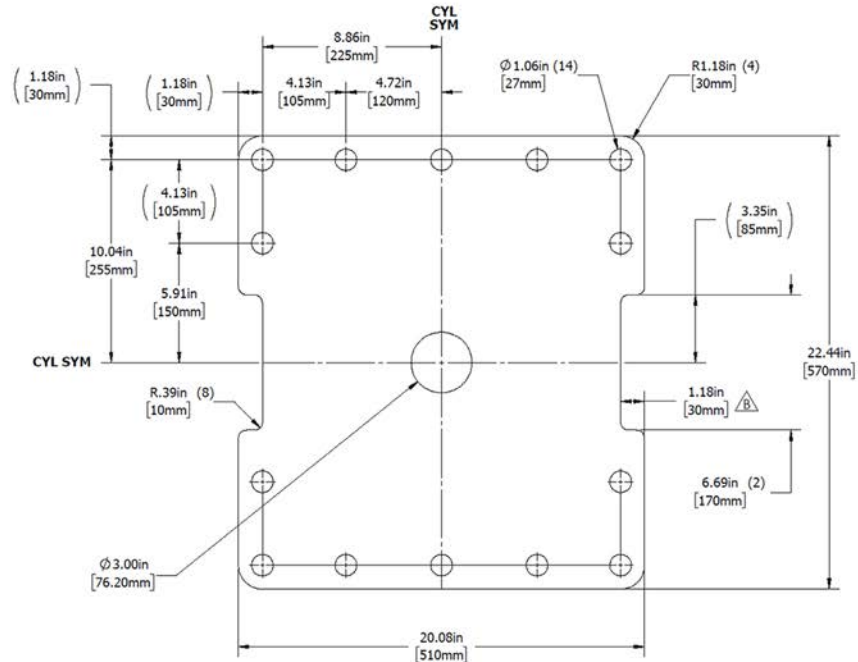 CYL
SYM
8.86in
[225mm]
1.18in
[30mm]
1.18in
[30mm]
4.13in
[105mm]
4.72in
[120mm]
Ø1.06in (14)
[27mm]
R1.18in (4)
[30mm]
4.13in
[105mm]
3.35in
[85mm]
10.04in
[255mm]
5.91in
[150mm]
CYL SYM
22.44in
[570mm]
R.39in (8)
[10mm]
1.18in
[30mm]
B
6.69in (2)
[170mm]
Ø3.00in
[76.20mm]
20.08in
[510mm]